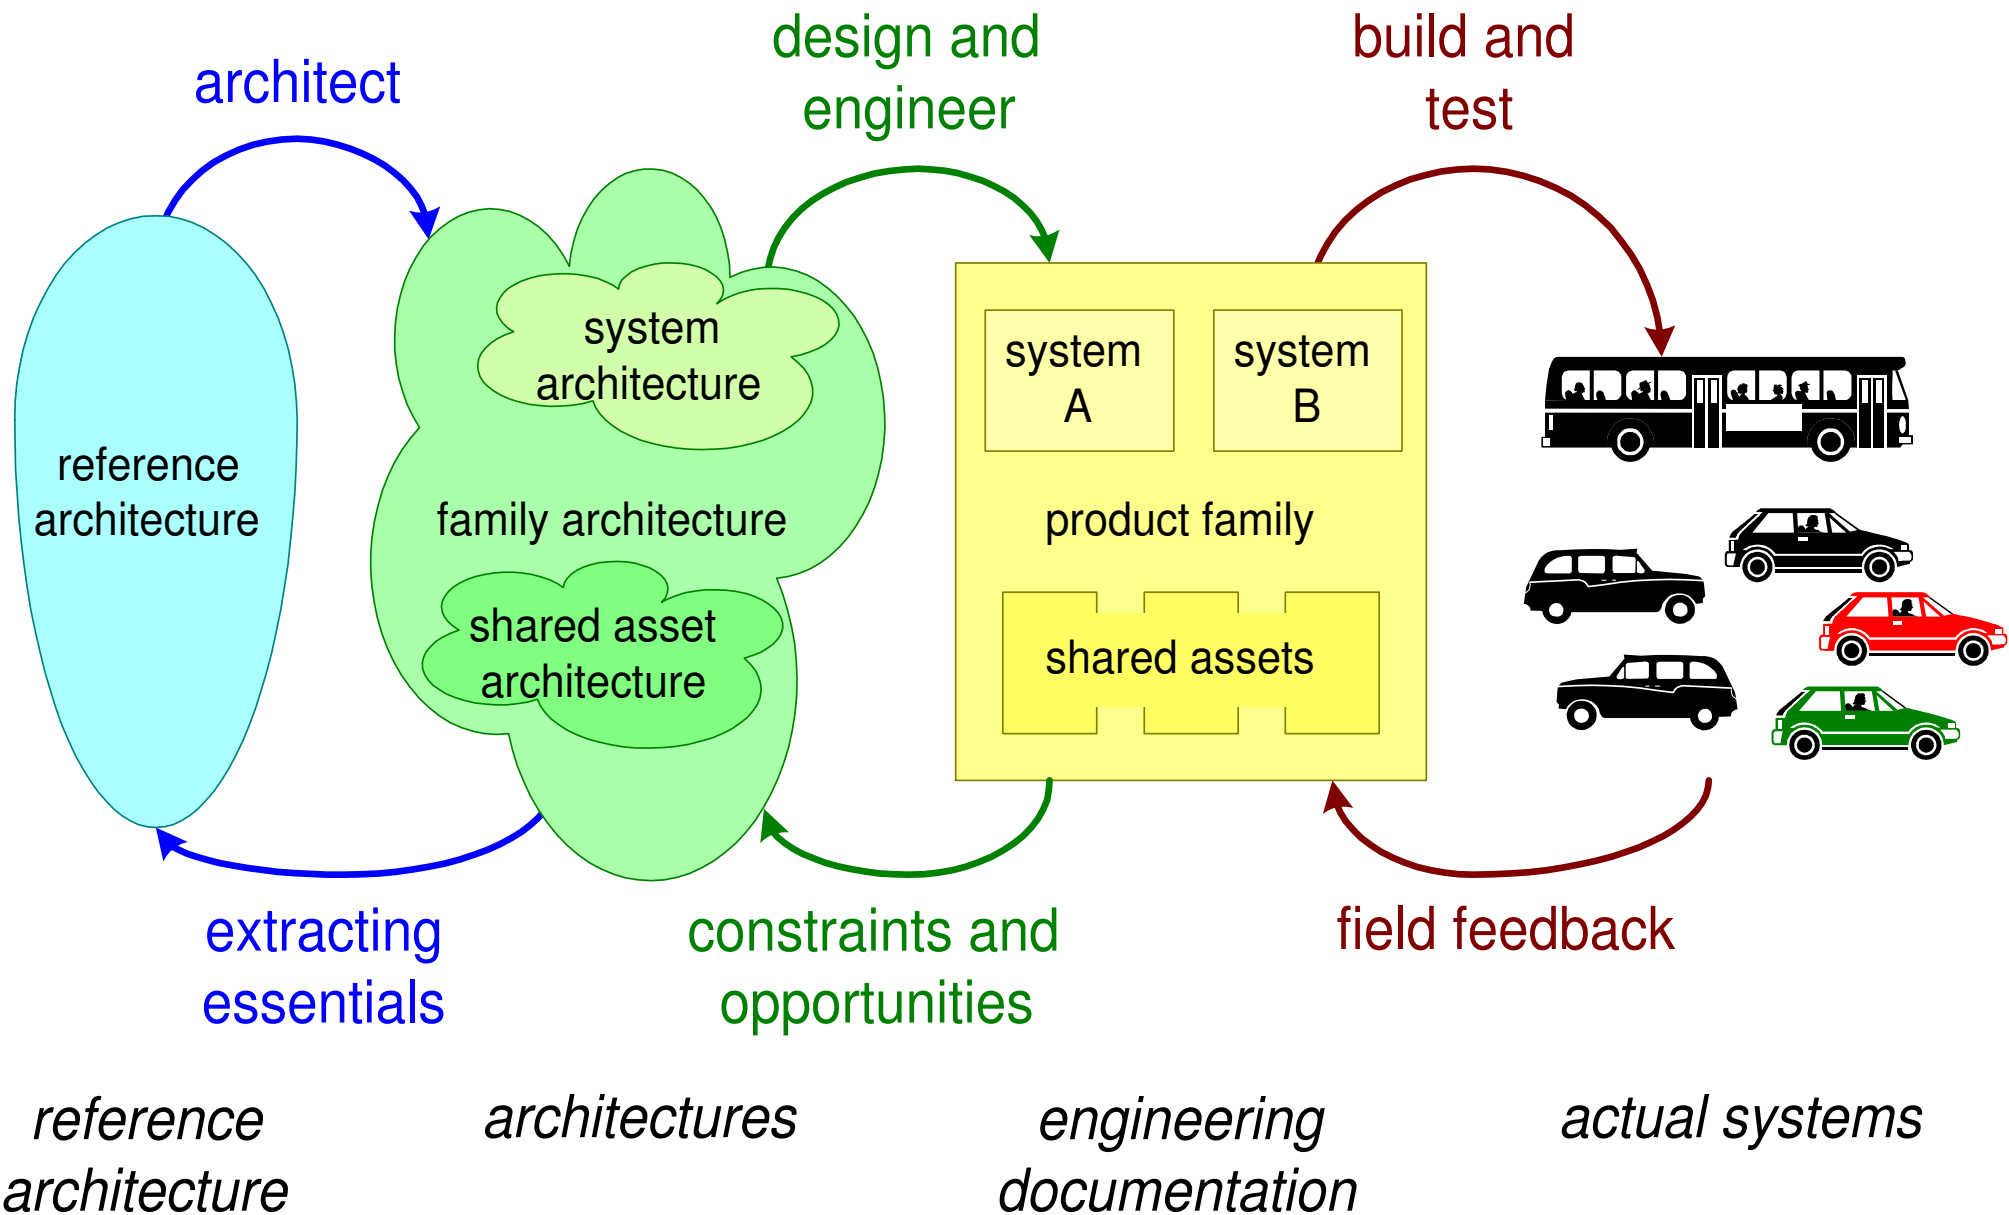 architect
design and
engineer
build and
test
reference
architecture
system
architecture
family architecture
shared asset
architecture
system
A
system
B
product family
shared assets
extracting
essentials
constraints and
opportunities
field feedback
reference
architecture
architectures
engineering
documentation
actual systems